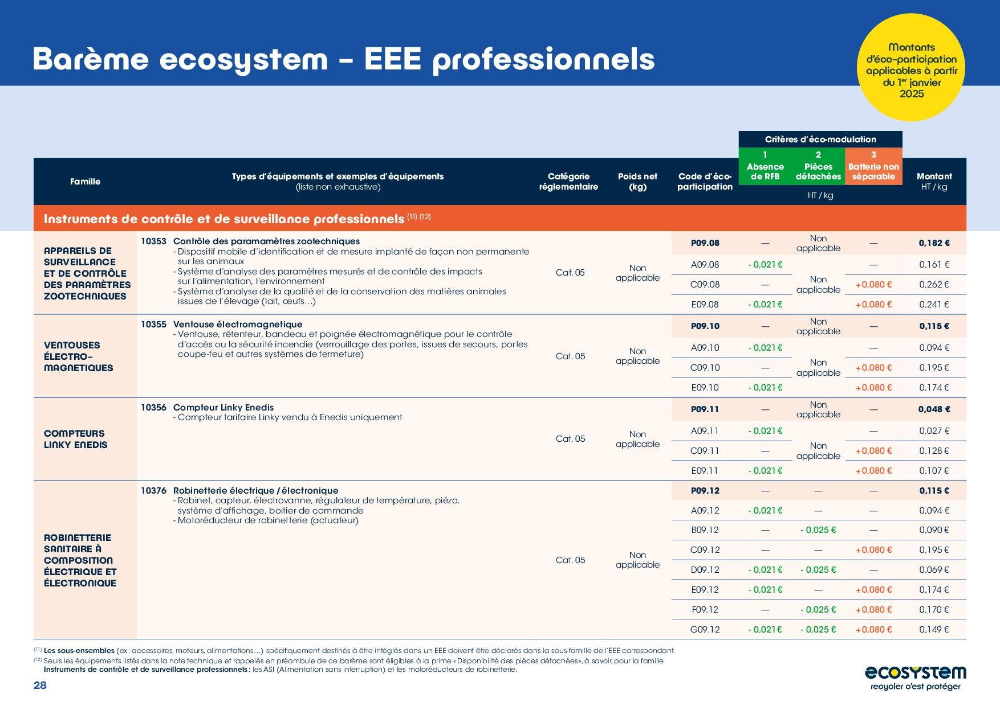 Barème ecosystem – EEE professionnels
Montants
d’éco-participation
applicables à partir
du 1er janvier
2025
Critères d’éco-modulation
Famille
Types d’équipements et exemples d’équipements
(liste non exhaustive)
Catégorie
réglementaire
Poids net
(kg)
Code d’éco-
participation
1
Absence
de RFB
2
Pièces
détachées
3
Batterie non
séparable
HT / kg
Montant
HT / kg
Instruments de contrôle et de surveillance professionnels (11) (12)
APPAREILS DE
SURVEILLANCE
ET DE CONTRÔLE
DES PARAMÈTRES
ZOOTECHNIQUES
10353 Contrôle des paramamètres zootechniques
- Dispositif mobile d’identification et de mesure implanté de façon non permanente
sur les animaux
- Système d’analyse des paramètres mesurés et de contrôle des impacts
sur l’alimentation, l’environnement
- Système d’analyse de la qualité et de la conservation des matières animales
issues de l’élevage (lait, œufs…)
Cat. 05
Non
applicable
P09.08 — Non applicable — 0,182 €
A09.08 - 0,021 € — 0,161 €
Non
applicable
C09.08 — +0,080 € 0,262 €
E09.08 - 0,021 € +0,080 € 0,241 €
VENTOUSES
ÉLECTRO-
MAGNETIQUES
10355 Ventouse électromagnetique
- Ventouse, rétenteur, bandeau et poignée électromagnétique pour le contrôle
d’accès ou la sécurité incendie (verrouillage des portes, issues de secours, portes
coupe-feu et autres systèmes de fermeture)
Cat. 05
Non
applicable
P09.10 — Non applicable — 0,115 €
A09.10 - 0,021 € — 0,094 €
Non
applicable
C09.10 — +0,080 € 0,195 €
E09.10 - 0,021 € +0,080 € 0,174 €
COMPTEURS
LINKY ENEDIS
10356 Compteur Linky Enedis
- Compteur tarifaire Linky vendu à Enedis uniquement
Cat. 05
Non
applicable
P09.11 — Non applicable — 0,048 €
A09.11 - 0,021 € — 0,027 €
Non
applicable
C09.11 — +0,080 € 0,128 €
E09.11 - 0,021 € +0,080 € 0,107 €
ROBINETTERIE
SANITAIRE À
COMPOSITION
ÉLECTRIQUE ET
ÉLECTRONIQUE
10376 Robinetterie électrique / électronique
- Robinet, capteur, électrovanne, régulateur de température, piézo,
système d’affichage, boitier de commande
- Motoréducteur de robinetterie (actuateur)
Cat. 05
Non
applicable
P09.12 — — — 0,115 €
A09.12 - 0,021 € — — 0,094 €
B09.12 — - 0,025 € — 0,090 €
C09.12 — — +0,080 € 0,195 €
D09.12 - 0,021 € - 0,025 € — 0,069 €
E09.12 - 0,021 € — +0,080 € 0,174 €
F09.12 — - 0,025 € +0,080 € 0,170 €
G09.12 - 0,021 € - 0,025 € +0,080 € 0,149 €
(11) Les sous-ensembles (ex : accessoires, moteurs, alimentations…) spécifiquement destinés à être intégrés dans un EEE doivent être déclarés dans la sous-famille de l’EEE correspondant.
(12) Seuls les équipements listés dans la note technique et rappelés en préambule de ce barème sont éligibles à la prime « Disponibilité des pièces détachées », à savoir, pour la famille
Instruments de contrôle et de surveillance professionnels : les ASI (Alimentation sans interruption) et les motoréducteurs de robinetterie.
28
ecosystem
recycler c’est protéger